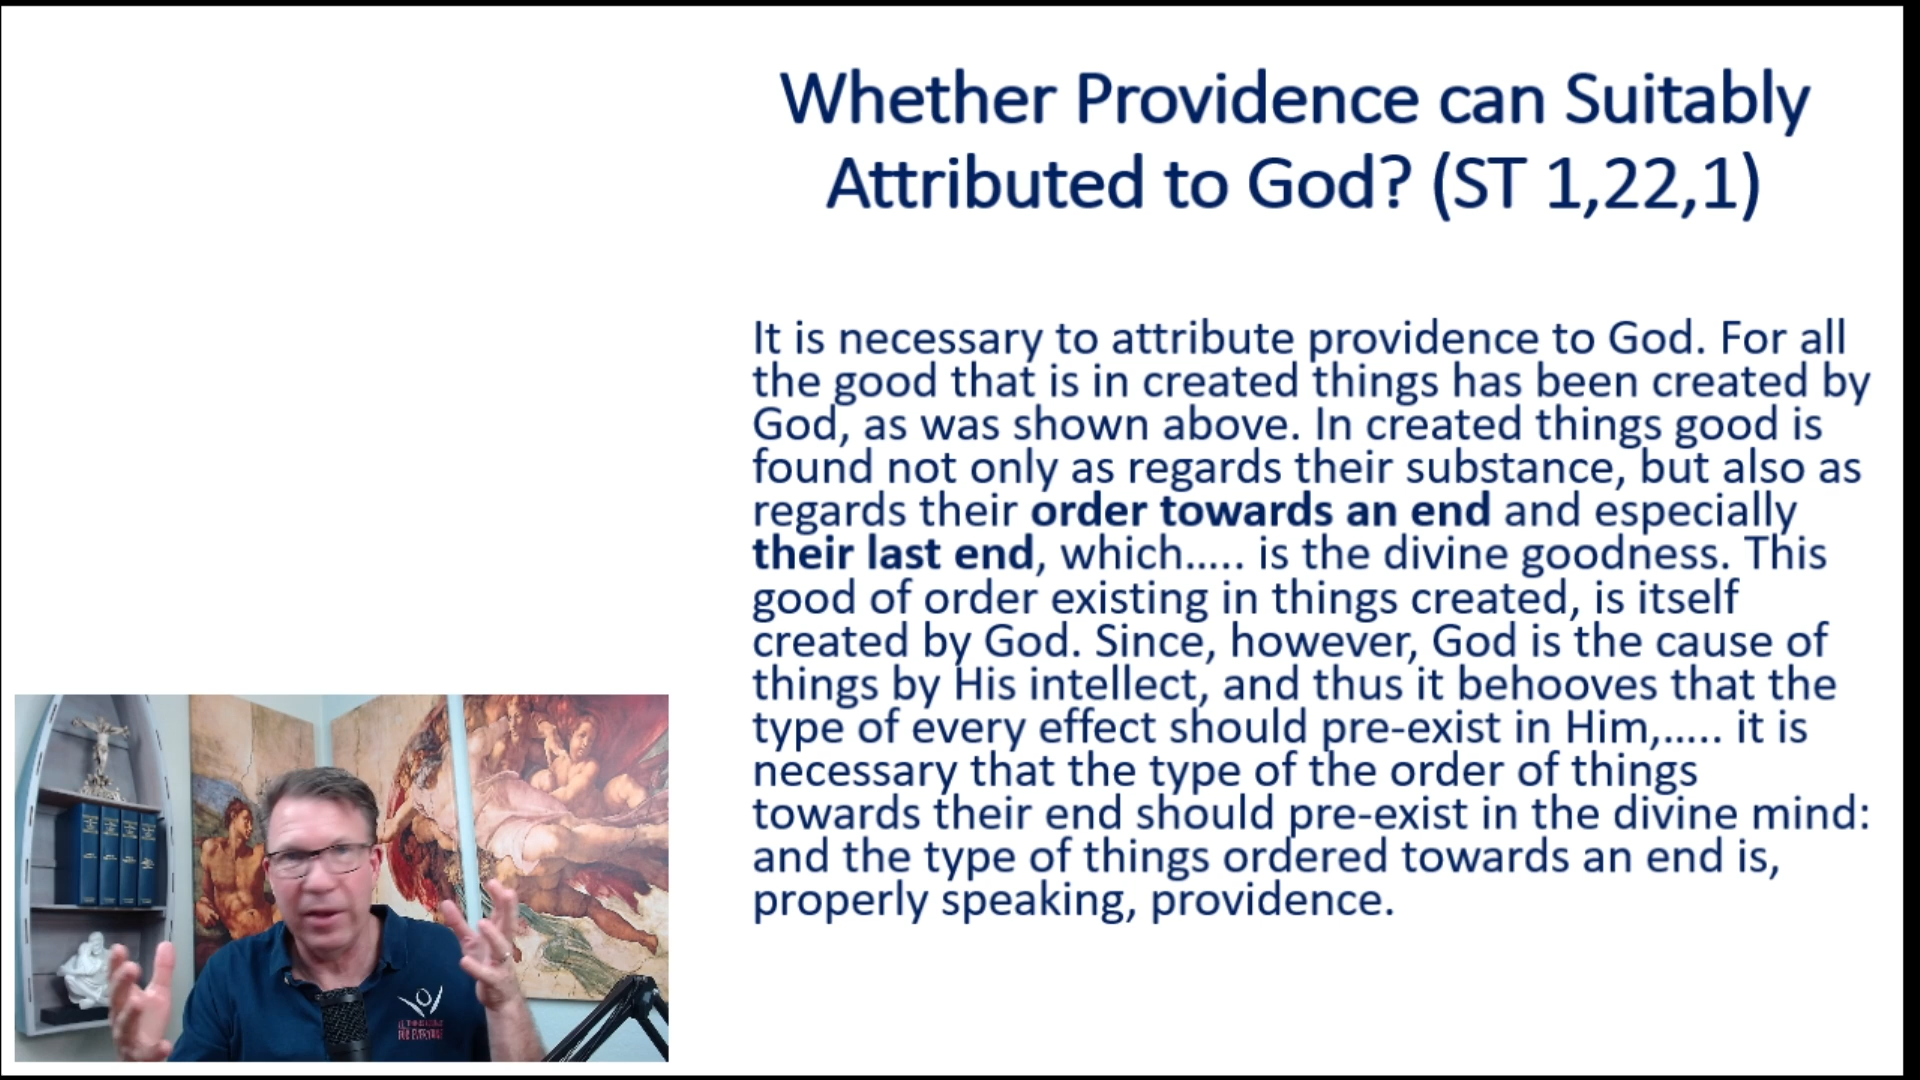 Whether Providence can Suitably
Attributed to God? (ST 1,22,1)
It is necessary to attribute providence to God. For all
the good that is in created things has been created by
God, as was shown above. In created things good is
found not only as regards their substance, but also as
regards their order towards an end and especially
their last end, which..... is the divine goodness. This
good of order existing in things created, is itself
created by God. Since, however, God is the cause of
things by His intellect, and thus it behooves that the
type of every effect should pre-exist in Him,..... it is
necessary that the type of the order of things
towards their end should pre-exist in the divine mind:
and the type of things ordered towards an end is,
properly speaking, providence.
FOR EVERYONE